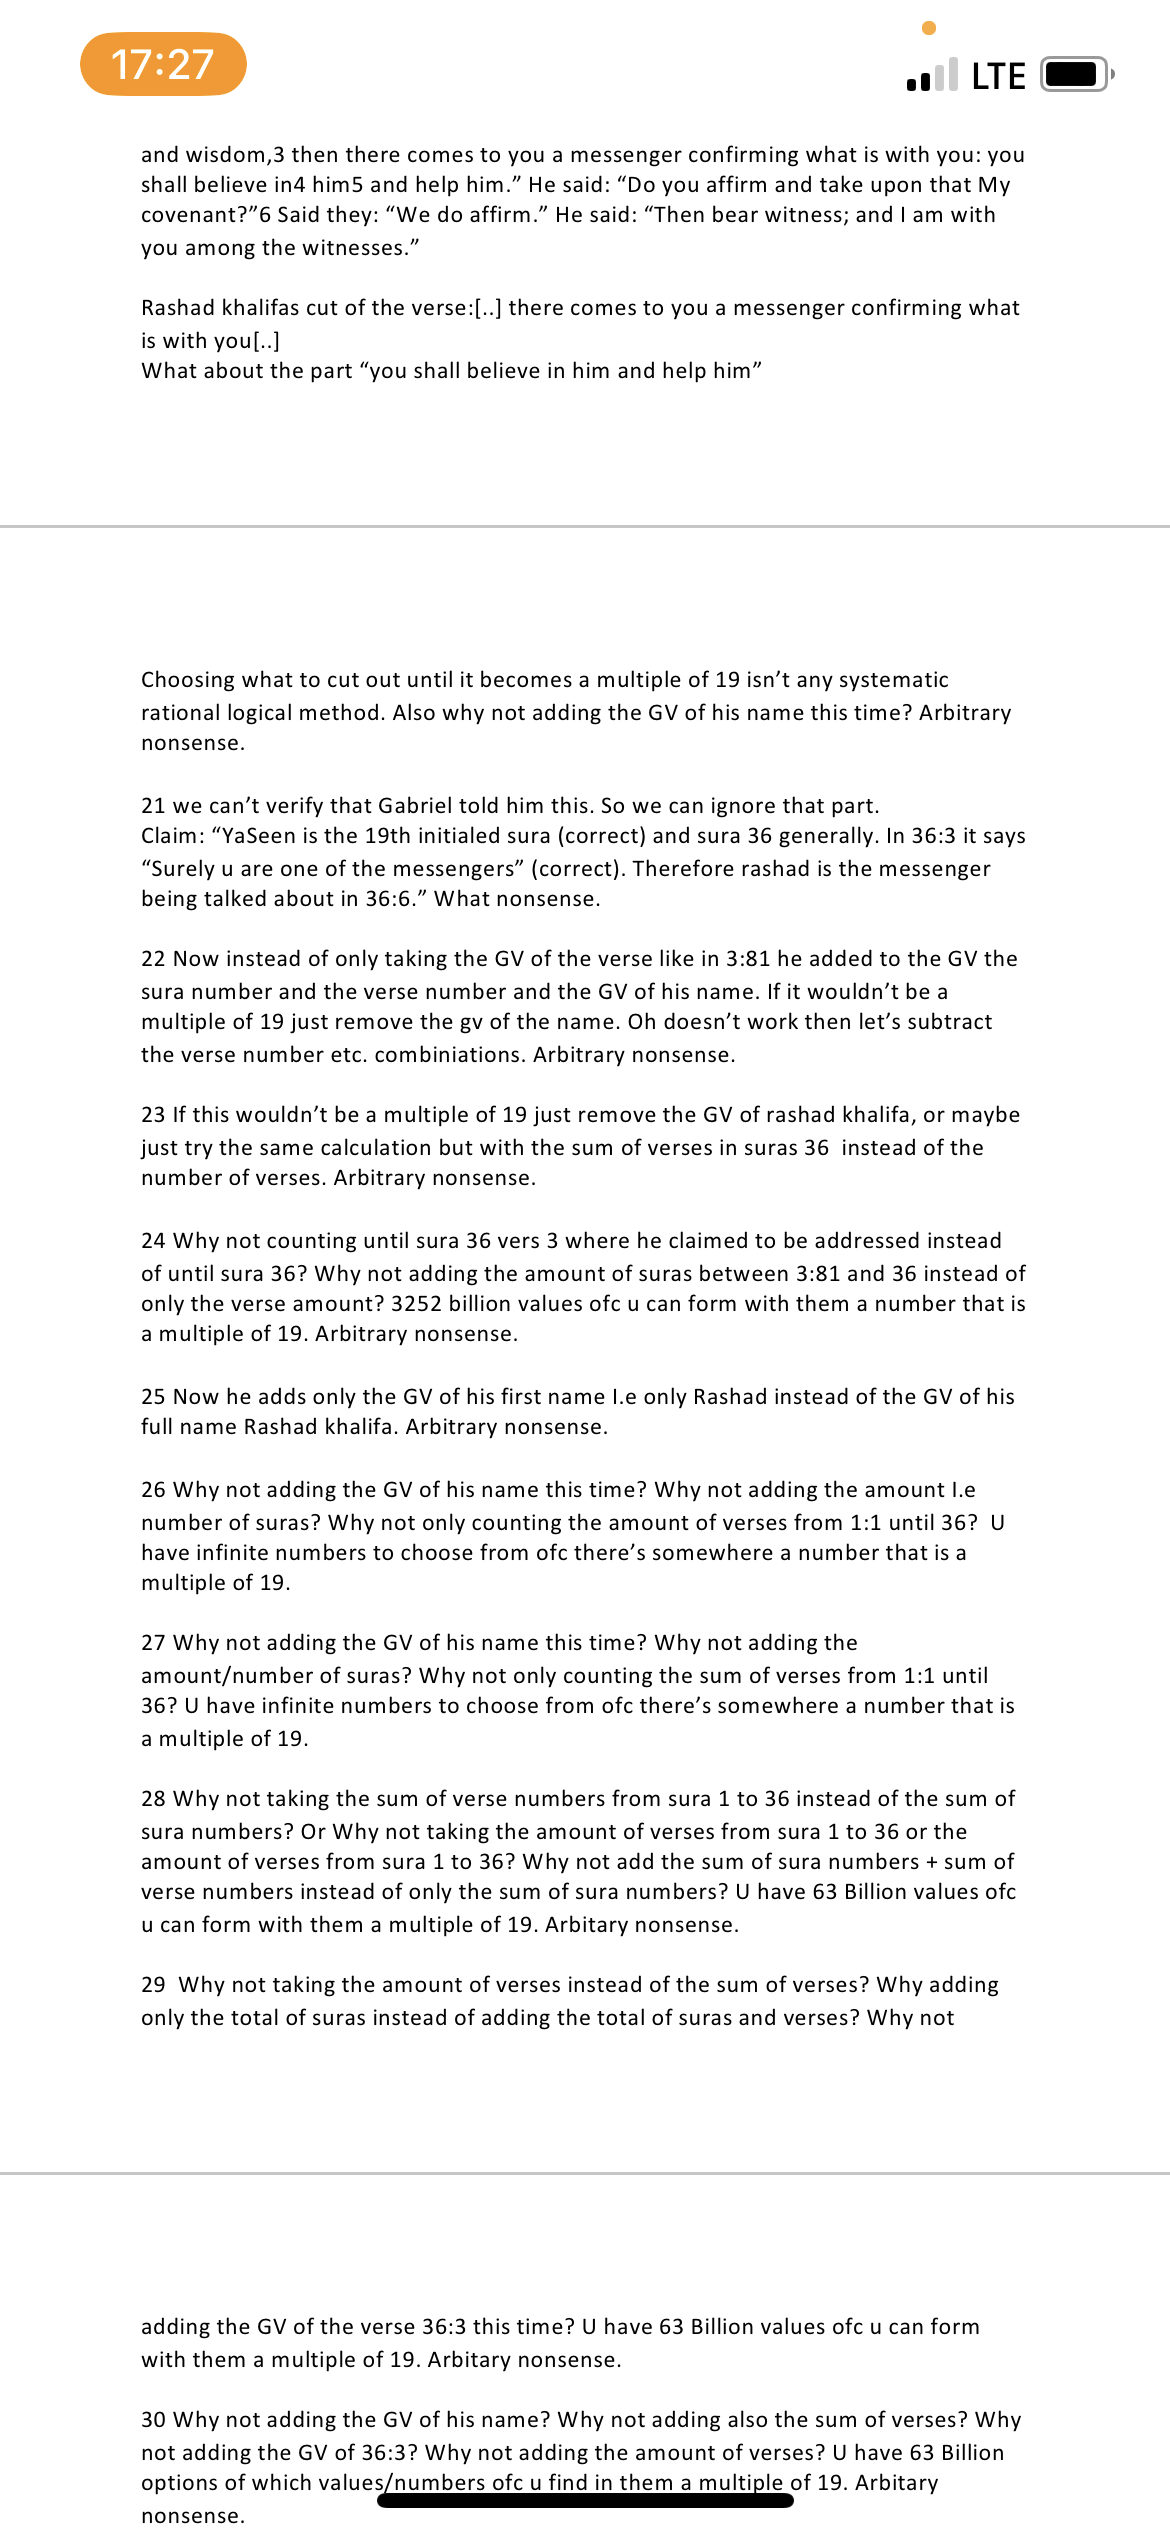 17:27
LTE
and wisdom,3 then there comes to you a messenger confirming what is with you: you
shall believe in4 him5 and help him.” He said: “Do you affirm and take upon that My
covenant?”6 Said they: “We do affirm.” He said: “Then bear witness; and I am with
you among the witnesses.”
Rashad khalifas cut of the verse:[..] there comes to you a messenger confirming what
is with you[..]
What about the part “you shall believe in him and help him”
Choosing what to cut out until it becomes a multiple of 19 isn’t any systematic
rational logical method. Also why not adding the GV of his name this time? Arbitrary
nonsense.
21 we can’t verify that Gabriel told him this. So we can ignore that part.
Claim: “YaSeen is the 19th initialed sura (correct) and sura 36 generally. In 36:3 it says
“Surely u are one of the messengers” (correct). Therefore rashad is the messenger
being talked about in 36:6.” What nonsense.
22 Now instead of only taking the GV of the verse like in 3:81 he added to the GV the
sura number and the verse number and the GV of his name. If it wouldn’t be a
multiple of 19 just remove the gv of the name. Oh doesn’t work then let’s subtract
the verse number etc. combiniations. Arbitrary nonsense.
23 If this wouldn’t be a multiple of 19 just remove the GV of rashad khalifa, or maybe
just try the same calculation but with the sum of verses in suras 36  instead of the
number of verses. Arbitrary nonsense.
24 Why not counting until sura 36 vers 3 where he claimed to be addressed instead
of until sura 36? Why not adding the amount of suras between 3:81 and 36 instead of
only the verse amount? 3252 billion values ofc u can form with them a number that is
a multiple of 19. Arbitrary nonsense.
25 Now he adds only the GV of his first name I.e only Rashad instead of the GV of his
full name Rashad khalifa. Arbitrary nonsense.
26 Why not adding the GV of his name this time? Why not adding the amount I.e
number of suras? Why not only counting the amount of verses from 1:1 until 36?  U
have infinite numbers to choose from ofc there’s somewhere a number that is a
multiple of 19.
27 Why not adding the GV of his name this time? Why not adding the
amount/number of suras? Why not only counting the sum of verses from 1:1 until
36? U have infinite numbers to choose from ofc there’s somewhere a number that is
a multiple of 19.
28 Why not taking the sum of verse numbers from sura 1 to 36 instead of the sum of
sura numbers? Or Why not taking the amount of verses from sura 1 to 36 or the
amount of verses from sura 1 to 36? Why not add the sum of sura numbers + sum of
verse numbers instead of only the sum of sura numbers? U have 63 Billion values ofc
u can form with them a multiple of 19. Arbitary nonsense.
29  Why not taking the amount of verses instead of the sum of verses? Why adding
only the total of suras instead of adding the total of suras and verses? Why not
adding the GV of the verse 36:3 this time? U have 63 Billion values ofc u can form
with them a multiple of 19. Arbitary nonsense.
30 Why not adding the GV of his name? Why not adding also the sum of verses? Why
not adding the GV of 36:3? Why not adding the amount of verses? U have 63 Billion
options of which values/numbers ofc u find in them a multiple of 19. Arbitary
nonsense.